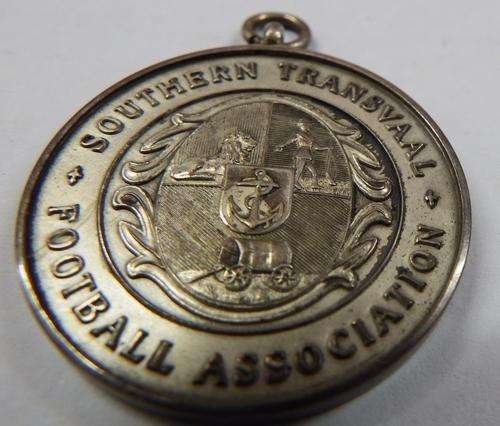 SOUTHERN TRANSVAAL
FOOTBALL ASSOCIATION